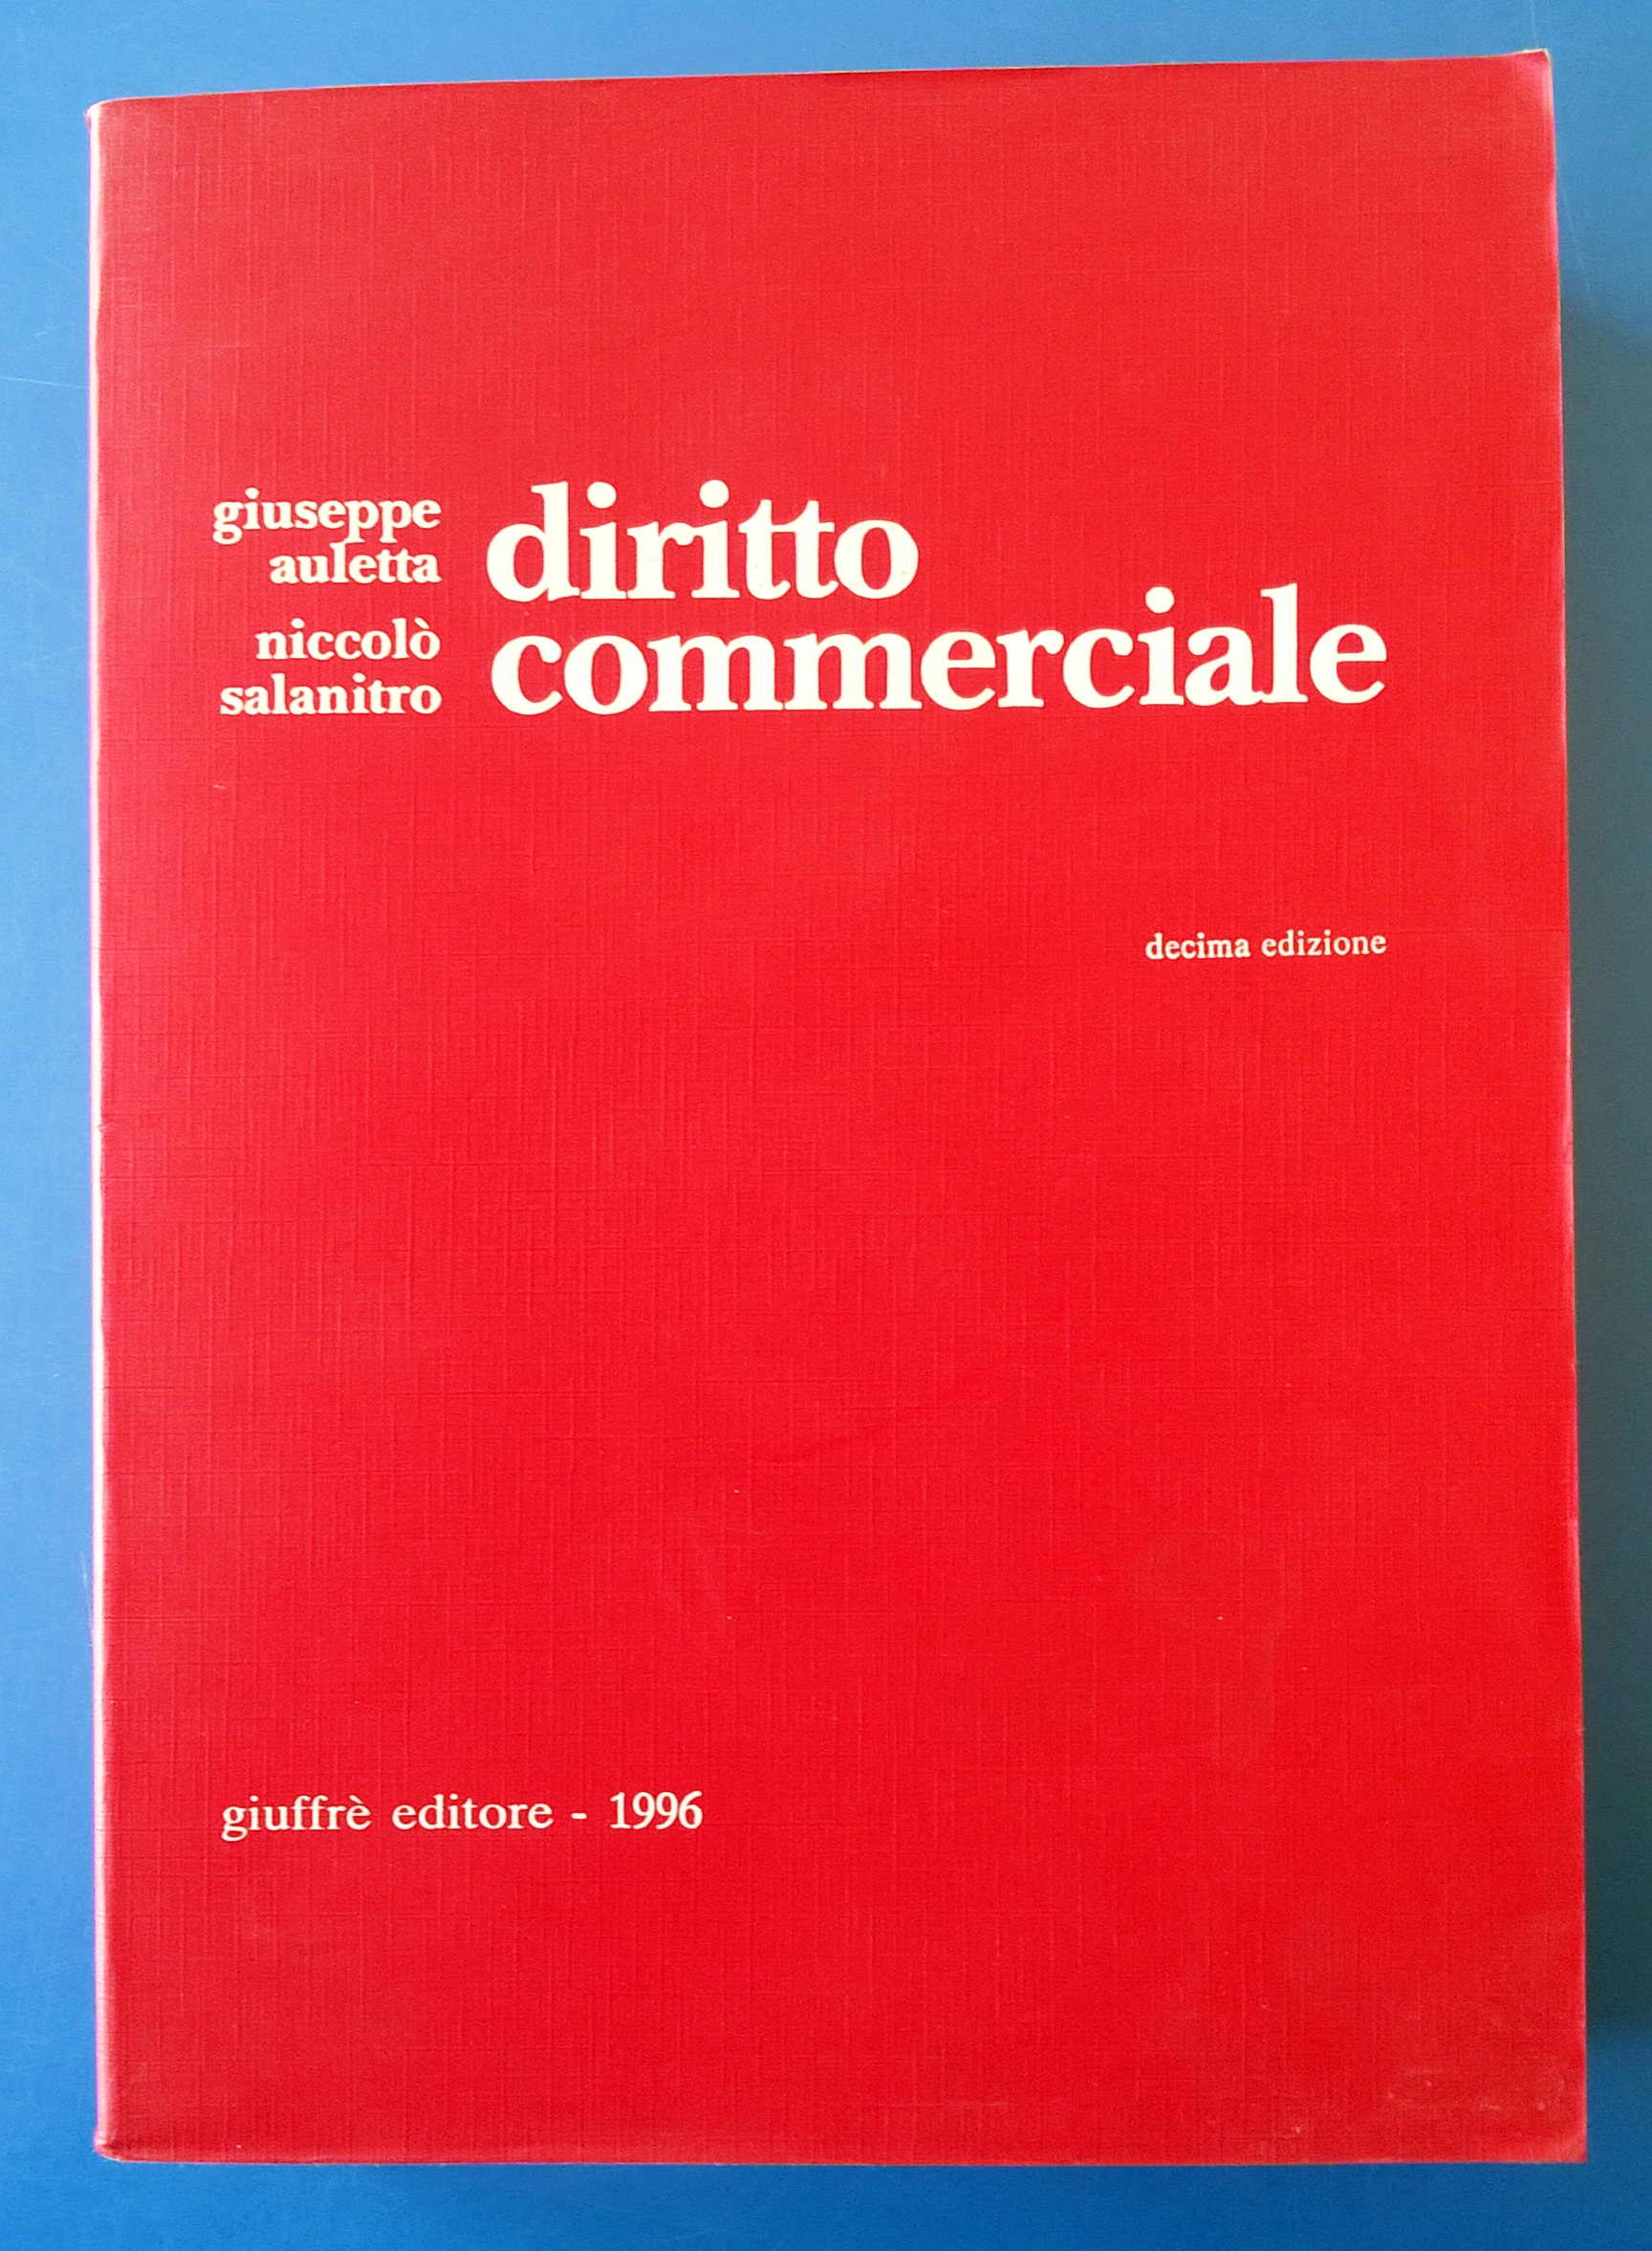 giuseppe
auletta
niccolò
salanitro
diritto
commerciale
decima edizione
giuffrè editore - 1996